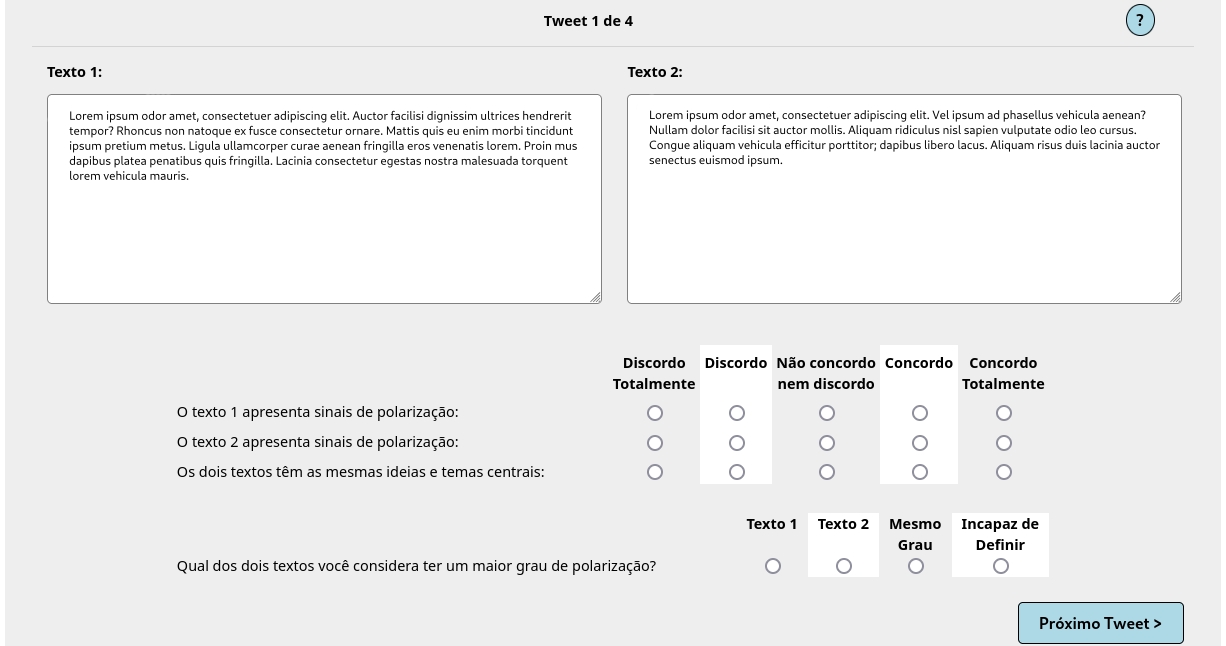 Tweet 1 de 4
?
Texto 1:
Texto 2:
Lorem ipsum odor amet, consectetuer adipiscing elit. Auctor facilisi dignissim ultrices hendrerit
tempor? Rhoncus non natoque ex fusce consectetur ornare. Mattis quis eu enim morbi tincidunt
ipsum pretium metus. Ligula ullamcorper curae aenean fringilla eros venenatis lorem. Proin mus
dapibus platea penatibus quis fringilla. Lacinia consectetur egestas nostra malesuada torquent
lorem vehicula mauris.
Lorem ipsum odor amet, consectetuer adipiscing elit. Vel ipsum ad phasellus vehicula aenean?
Nullam dolor facilisi sit auctor mollis. Aliquam ridiculus nisl sapien vulputate odio leo cursus.
Congue aliquam vehicula efficitur porttitor; dapibus libero lacus. Aliquam risus duis lacinia auctor
senectus euismod ipsum.
Discordo Totalmente
Discordo
Não concordo nem discordo
Concordo
Concordo Totalmente
O texto 1 apresenta sinais de polarização:
O texto 2 apresenta sinais de polarização:
Os dois textos têm as mesmas ideias e temas centrais:
Texto 1
Texto 2
Mesmo Grau
Incapaz de Definir
Qual dos dois textos você considera ter um maior grau de polarização?
Próximo Tweet >